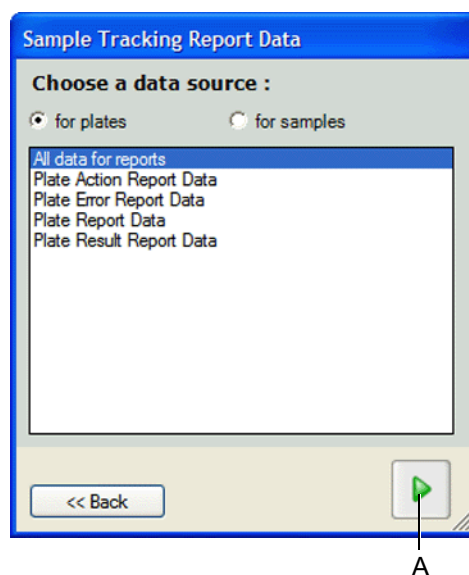 Sample Tracking Report Data
Choose a data source :
for plates for samples
All data for reports
Plate Action Report Data
Plate Error Report Data
Plate Report Data
Plate Result Report Data
<< Back
A